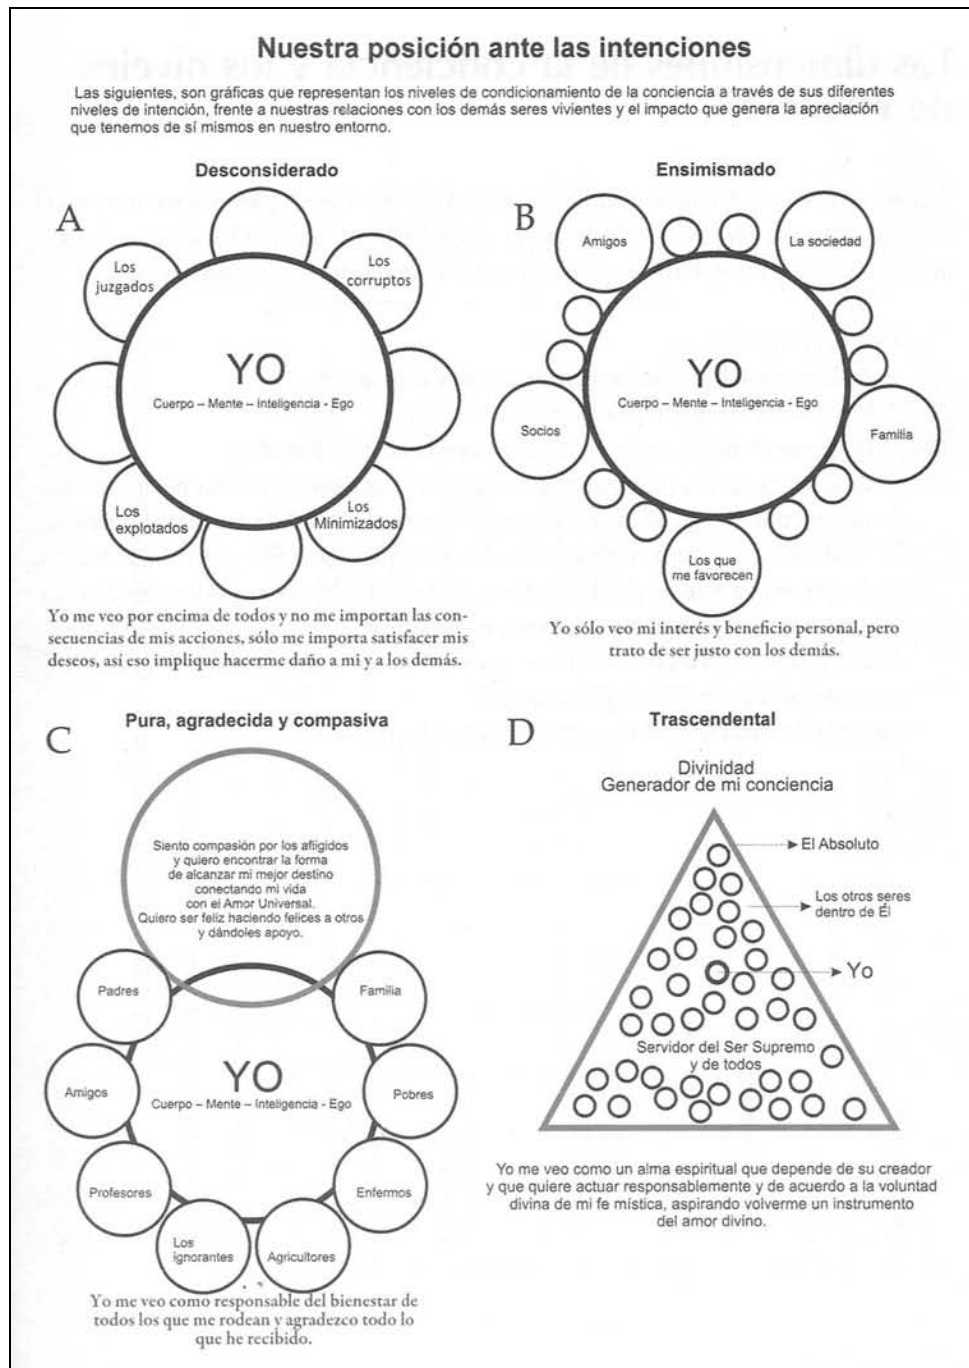 Nuestra posición ante las intenciones
Las siguientes, son gráficas que representan los niveles de condicionamiento de la conciencia a través de sus diferentes
niveles de intención, frente a nuestras relaciones con los demás seres vivientes y el impacto que genera la apreciación
que tenemos de sí mismos en nuestro entorno.
Desconsiderado
A
Los
juzgados
Los
corruptos
YO
Cuerpo – Mente – Inteligencia - Ego
Los
explotados
Los
Minimizados
Yo me veo por encima de todos y no me importan las con-
secuencias de mis acciones, sólo me importa satisfacer mis
deseos, así eso implique hacerme daño a mi y a los demás.
Ensimismado
B
Amigos
La sociedad
YO
Cuerpo – Mente – Inteligencia - Ego
Socios
Familia
Los que
me favorecen
Yo sólo veo mi interés y beneficio personal, pero
trato de ser justo con los demás.
Pura, agradecida y compasiva
C
Siento compasión por los afligidos
y quiero encontrar la forma
de alcanzar mi mejor destino
conectando mi vida
con el Amor Universal.
Quiero ser feliz haciendo felices a otros
y dándoles apoyo.
Padres
Familia
YO
Cuerpo – Mente – Inteligencia - Ego
Amigos
Pobres
Profesores
Enfermos
Los
ignorantes
Agricultores
Yo me veo como responsable del bienestar de
todos los que me rodean y agradezco todo lo
que he recibido.
Trascendental
D
Divinidad
Generador de mi conciencia
El Absoluto
Los otros seres
dentro de Él
Yo
Servidor del Ser Supremo
y de todos
Yo me veo como un alma espiritual que depende de su creador
y que quiere actuar responsablemente y de acuerdo a la voluntad
divina de mi fe mística, aspirando volverme un instrumento
del amor divino.